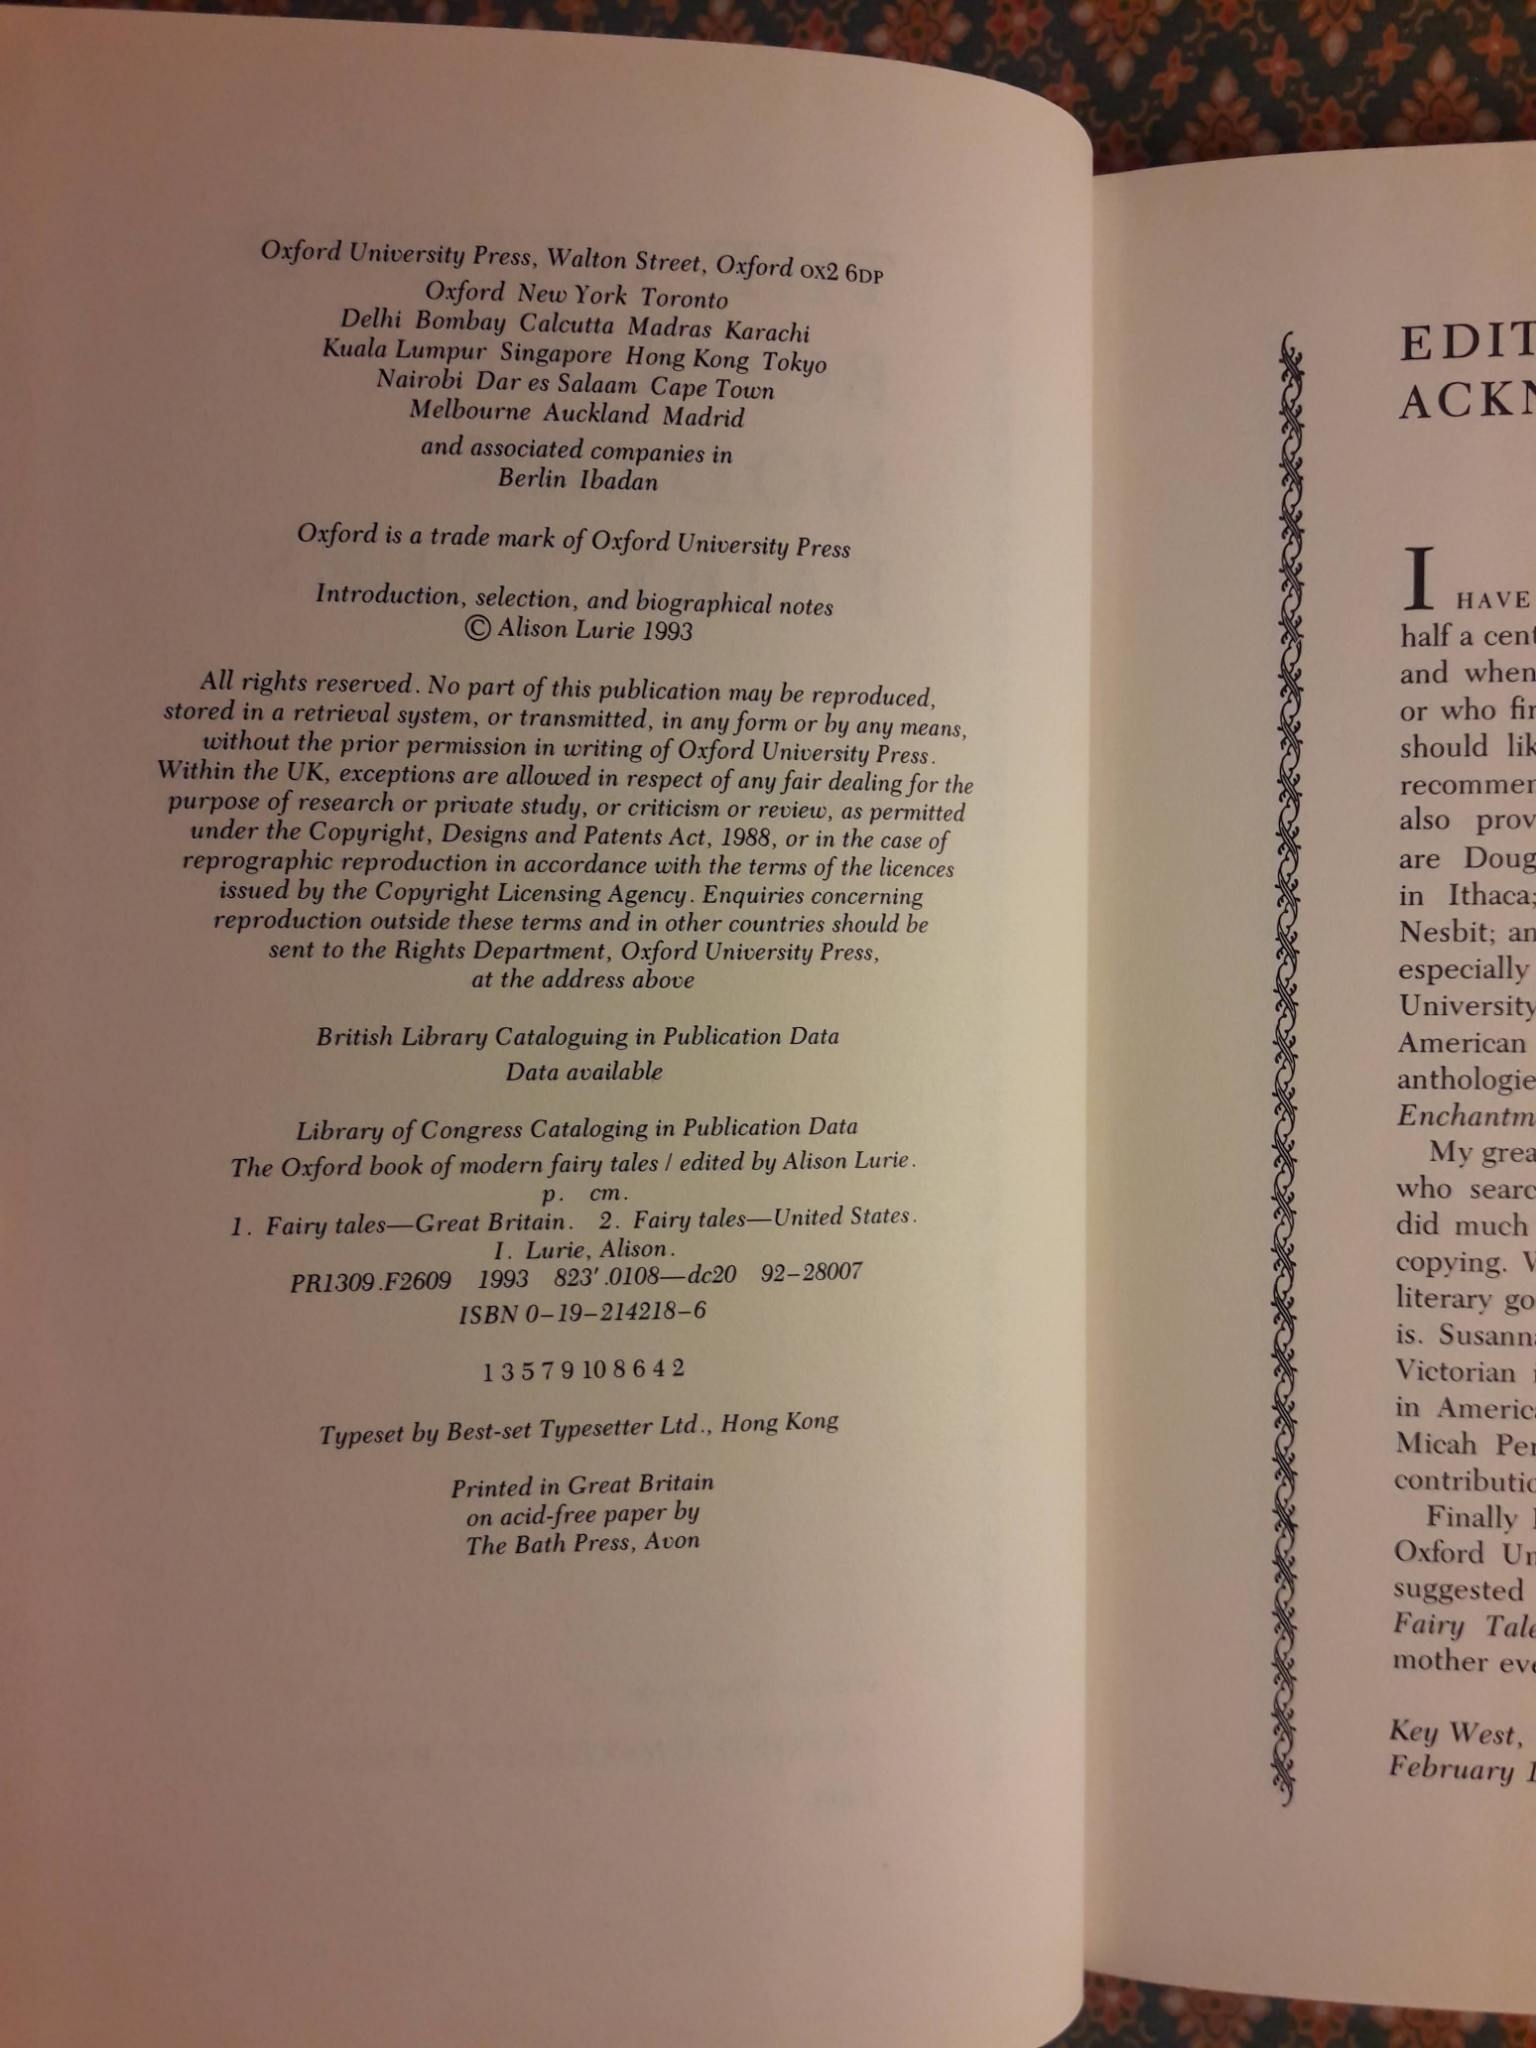 Oxford University Press, Walton Street, Oxford OX2 6DP
Oxford New York Toronto
Delhi Bombay Calcutta Madras Karachi
Kuala Lumpur Singapore Hong Kong Tokyo
Nairobi Dar es Salaam Cape Town
Melbourne Auckland Madrid
and associated companies in
Berlin Ibadan
Oxford is a trade mark of Oxford University Press
Introduction, selection, and biographical notes
© Alison Lurie 1993
All rights reserved. No part of this publication may be reproduced,
stored in a retrieval system, or transmitted, in any form or by any means,
without the prior permission in writing of Oxford University Press.
Within the UK, exceptions are allowed in respect of any fair dealing for the
purpose of research or private study, or criticism or review, as permitted
under the Copyright, Designs and Patents Act, 1988, or in the case of
reprographic reproduction in accordance with the terms of the licences
issued by the Copyright Licensing Agency. Enquiries concerning
reproduction outside these terms and in other countries should be
sent to the Rights Department, Oxford University Press,
at the address above
British Library Cataloguing in Publication Data
Data available
Library of Congress Cataloging in Publication Data
The Oxford book of modern fairy tales / edited by Alison Lurie.
p. cm.
1. Fairy tales—Great Britain. 2. Fairy tales—United States.
I. Lurie, Alison.
PR1309.F2609 1993 823'.0108—dc20 92–28007
ISBN 0–19–214218–6
1 3 5 7 9 10 8 6 4 2
Typeset by Best-set Typesetter Ltd., Hong Kong
Printed in Great Britain
on acid-free paper by
The Bath Press, Avon
EDIT
ACKN
I HAVE
half a cent
and when
or who fin
should lik
recommen
also prov
are Doug
in Ithaca;
Nesbit; an
especially
University
American
anthologie
Enchantm
My grea
who searc
did much
copying. W
literary go
is. Susann
Victorian
in America
Micah Per
contributio
Finally
Oxford Un
suggested
Fairy Tale
mother eve
Key West,
February 1